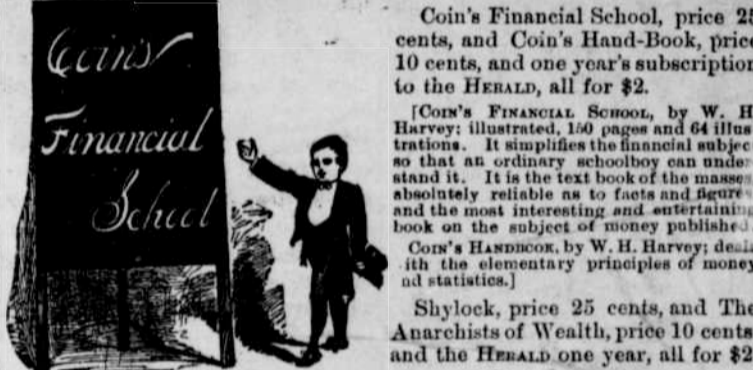 Coin's
Financial
School
Coin's Financial School, price 25
cents, and Coin's Hand-Book, price
10 cents, and one year's subscription
to the HERALD, all for $2.
[COIN'S FINANCIAL SCHOOL, by W. H.
Harvey; illustrated, 150 pages and 64 illus
trations. It simplifies the financial subjec
so that an ordinary schoolboy can unde
stand it. It is the text book of the masses
absolutely reliable as to facts and figures
and the most interesting and entertaining
book on the subject of money published.
COIN'S HANDBOOK, by W. H. Harvey; deals
ith the elementary principles of money
nd statistics.]
Shylock, price 25 cents, and The
Anarchists of Wealth, price 10 cents
and the HERALD one year, all for $2